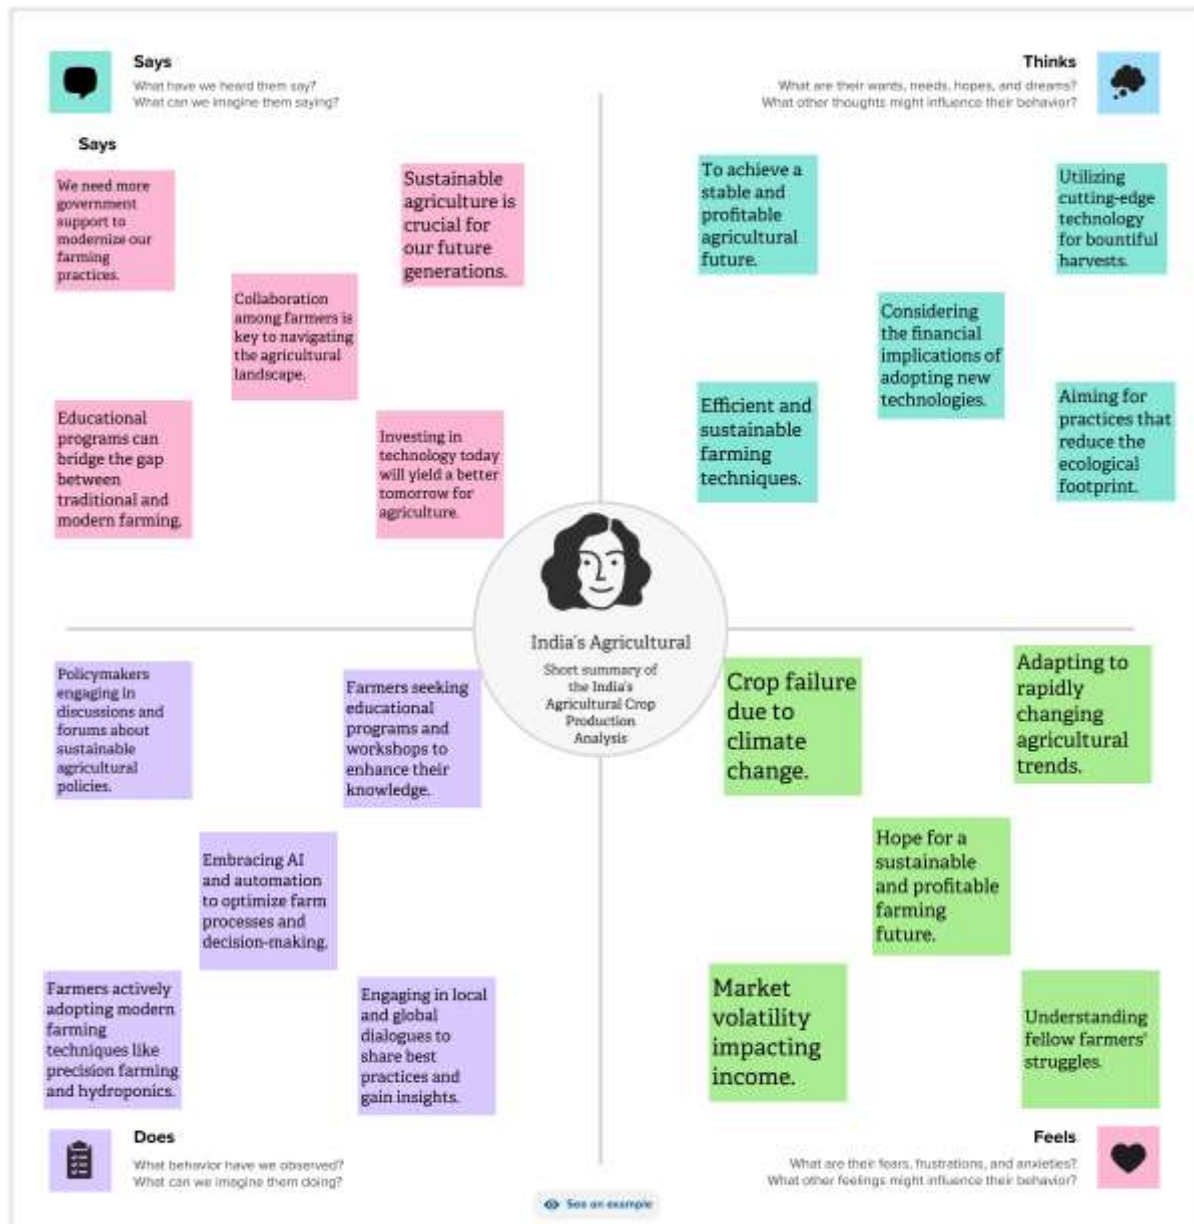 Says
What have we heard them say?
What can we imagine them saying?
Says
We need more
government
support to
modernize our
farming
practices.
Sustainable
agriculture is
crucial for
our future
generations.
Collaboration
among farmers is
key to navigating
the agricultural
landscape.
Educational
programs can
bridge the gap
between
traditional and
modern farming.
Investing in
technology today
will yield a better
tomorrow for
agriculture.
Thinks
What are their wants, needs, hopes, and dreams?
What other thoughts might influence their behavior?
To achieve a
stable and
profitable
agricultural
future.
Utilizing
cutting-edge
technology
for bountiful
harvests.
Considering
the financial
implications of
adopting new
technologies.
Efficient and
sustainable
farming
techniques.
Aiming for
practices that
reduce the
ecological
footprint.
India's Agricultural
Short summary of
the India's
Agricultural Crop
Production
Analysis
Policymakers
engaging in
discussions and
forums about
sustainable
agricultural
policies.
Farmers seeking
educational
programs and
workshops to
enhance their
knowledge.
Embracing AI
and automation
to optimize farm
processes and
decision-making.
Farmers actively
adopting modern
farming
techniques like
precision farming
and hydroponics.
Engaging in local
and global
dialogues to
share best
practices and
gain insights.
Does
What behavior have we observed?
What can we imagine them doing?
Crop failure
due to
climate
change.
Adapting to
rapidly
changing
agricultural
trends.
Hope for a
sustainable
and profitable
farming
future.
Market
volatility
impacting
income.
Understanding
fellow farmers'
struggles.
Feels
What are their fears, frustrations, and anxieties?
What other feelings might influence their behavior?
See an example